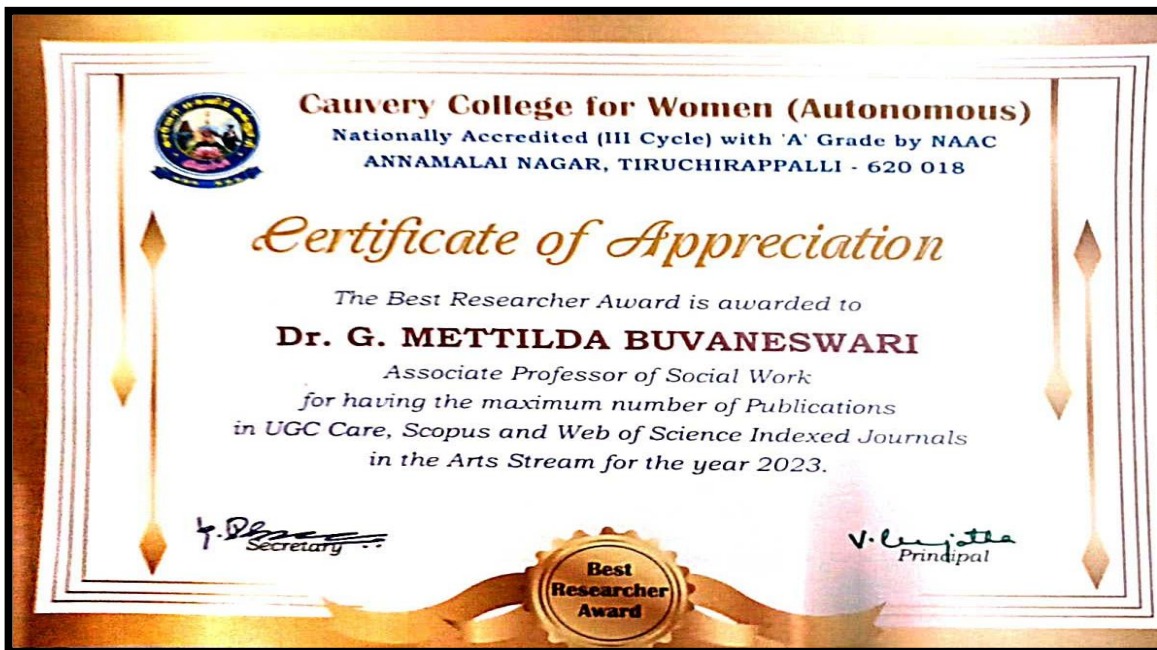 Cauvery College for Women (Autonomous)
Nationally Accredited (III Cycle) with 'A' Grade by NAAC
ANNAMALAI NAGAR, TIRUCHIRAPPALLI - 620 018
Certificate of Appreciation
The Best Researcher Award is awarded to
Dr. G. METTILDA BUVANESWARI
Associate Professor of Social Work
for having the maximum number of Publications
in UGC Care, Scopus and Web of Science Indexed Journals
in the Arts Stream for the year 2023.
Secretary
Principal
Best
Researcher
Award